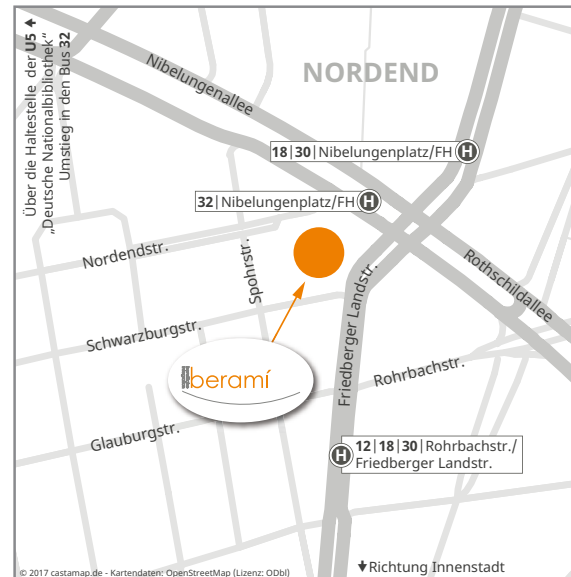 Über die Haltestelle der U5
„Deutsche Nationalbibliothek“
Umstieg in den Bus 32
Nibelungenallee
NORDEND
18|30|Nibelungenplatz/FH H
32|Nibelungenplatz/FH H
Nordendstr.
Spohrstr.
Rothschildallee
Friedberger Landstr.
Schwarzburgstr.
beramí
Rohrbachstr.
Glauburgstr.
H 12|18|30|Rohrbachstr./
Friedberger Landstr.
© 2017 castamap.de - Kartendaten: OpenStreetMap (Lizenz: ODbl)
Richtung Innenstadt